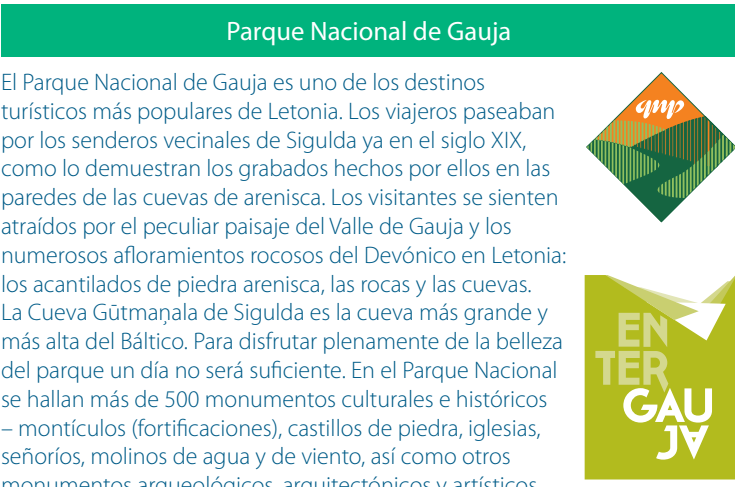 Parque Nacional de Gauja
El Parque Nacional de Gauja es uno de los destinos
turísticos más populares de Letonia. Los viajeros paseaban
por los senderos vecinales de Sigulda ya en el siglo XIX,
como lo demuestran los grabados hechos por ellos en las
paredes de las cuevas de arenisca. Los visitantes se sienten
atraídos por el peculiar paisaje del Valle de Gauja y los
numerosos afloramientos rocosos del Devónico en Letonia:
los acantilados de piedra arenisca, las rocas y las cuevas.
La Cueva Gūtmaņala de Sigulda es la cueva más grande y
más alta del Báltico. Para disfrutar plenamente de la belleza
del parque un día no será suficiente. En el Parque Nacional
se hallan más de 500 monumentos culturales e históricos
– montículos (fortificaciones), castillos de piedra, iglesias,
señoríos, molinos de agua y de viento, así como otros
monumentos arqueológicos, arquitectónicos y artísticos
gnp
EN
TER
GAU
JA